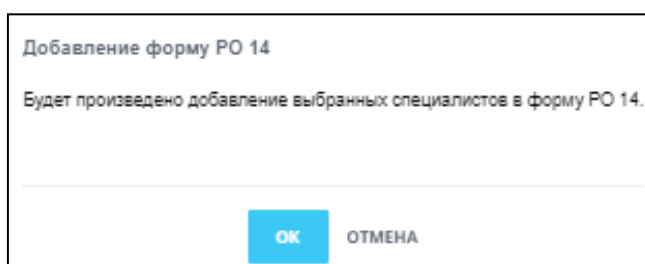 Добавление форму РО 14
Будет произведено добавление выбранных специалистов в форму РО 14.
ОК ОТМЕНА